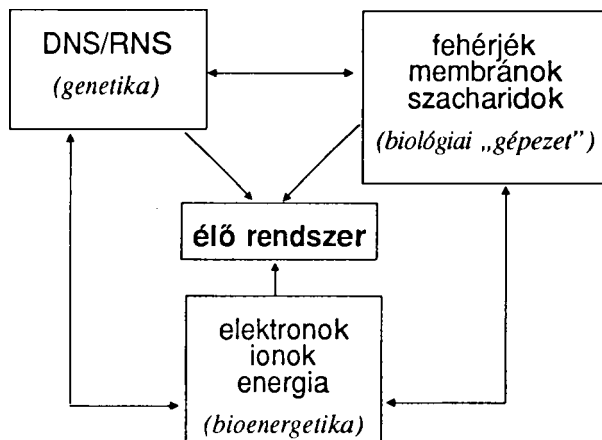 DNS/RNS
(genetika)
fehérjék
membránok
szacharidok
(biológiai „gépezet”)
élő rendszer
elektronok
ionok
energia
(bioenergetika)